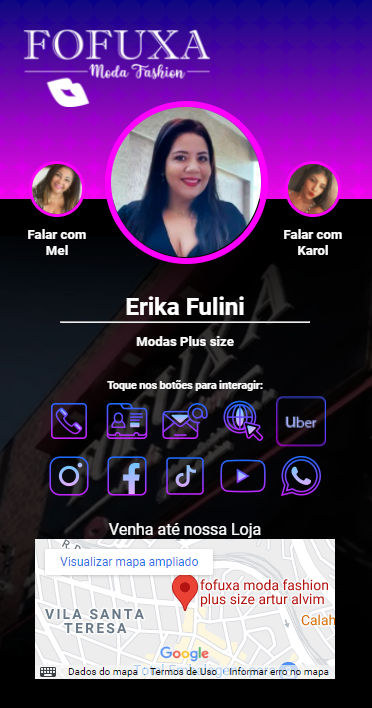 FOFUXA
Moda Fashion
Falar com
Mel
Falar com
Karol
Erika Fulini
Modas Plus size
Toque nos botões para interagir:
Uber
Venha até nossa Loja
Visualizar mapa ampliado
fofuxa moda fashion
plus size artur alvim
VILA SANTA
TERESA
Calah
Google
Dados do mapa
Termos de Uso
Informar erro no mapa